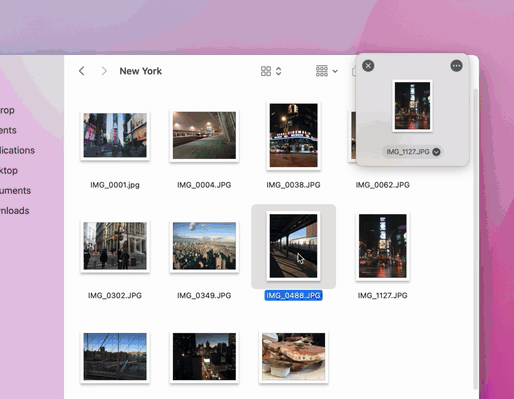 New York
rop
ents
lications
ktop
uments
nloads
IMG_1127.JPG
IMG_0001.jpg
IMG_0004.JPG
IMG_0038.JPG
IMG_0062.JPG
IMG_0302.JPG
IMG_0349.JPG
IMG_0488.JPG
IMG_1127.JPG